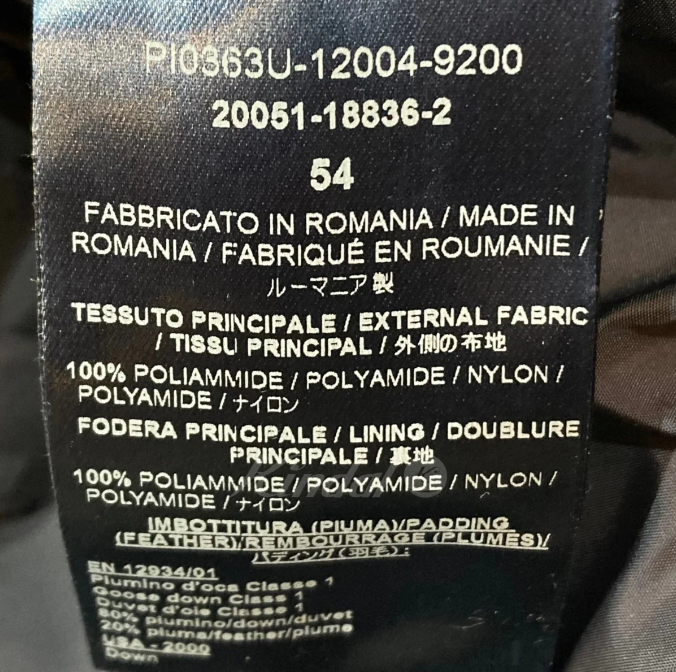 PI0363U-12004-9200
20051-18836-2
54
FABBRICATO IN ROMANIA / MADE IN
ROMANIA / FABRIQUÉ EN ROUMANIE /
ルーマニア製
TESSUTO PRINCIPALE / EXTERNAL FABRIC
/ TISSU PRINCIPAL / 外側の布地
100% POLIAMMIDE / POLYAMIDE / NYLON /
POLYAMIDE / ナイロン
FODERA PRINCIPALE / LINING / DOUBLURE
PRINCIPALE / 裏地
100% POLIAMMIDE / POLYAMIDE / NYLON /
POLYAMIDE / ナイロン
IMBOTTITURA (PIUMA)/PADDING
(FEATHER)/REMBOURRAGE (PLUMES)/
パディング(羽毛):
EN 12934/01
Piumino d'oca Classe 1
Goose down Class 1
Duvet d'oie Classe 1
80% piumino/down/duvet
20% piuma/feather/plume
USA - 2000
Down